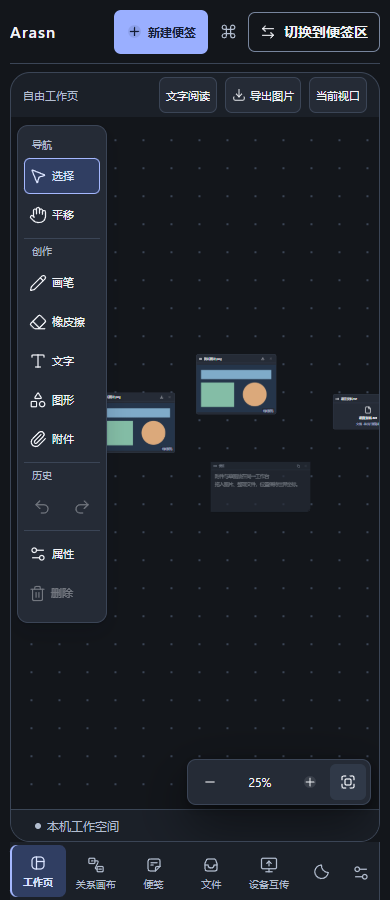 Arasn
新建便签
切换到便签区
自由工作页
文字阅读
导出图片
当前视口
导航
选择
平移
创作
画笔
橡皮擦
文字
图形
附件
历史
属性
删除
25%
本机工作空间
工作页
关系画布
便签
文件
设备互传